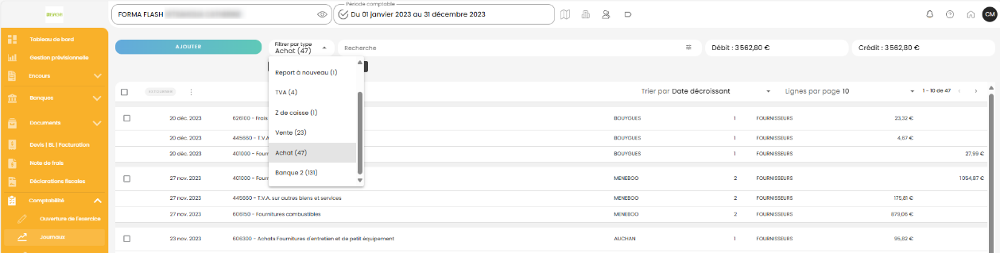 FORMA FLASH
Période comptable
Du 01 janvier 2023 au 31 décembre 2023
CM
Tableau de bord
Gestion prévisionnelle
Encours
Banques
Documents
Devis | BL | Facturation
Note de frais
Déclarations fiscales
Comptabilité
Ouverture de l'exercice
Journaux
AJOUTER
Filtrer par type
Achat (47)
Recherche
Débit : 3 562,80 €
Crédit : 3 562,80 €
Report à nouveau (1)
TVA (4)
Z de caisse (1)
Vente (23)
Achat (47)
Banque 2 (131)
Trier par Date décroissant
Lignes par page 10
1 - 10 de 47
20 déc. 2023 626100 - Frais BOUYGUES 1 FOURNISSEURS 23,32 €
20 déc. 2023 445660 - T.V.A BOUYGUES 1 FOURNISSEURS 4,67 €
20 déc. 2023 401000 - Fourn BOUYGUES 1 FOURNISSEURS 27,99 €
27 nov. 2023 401000 - Fourn MENEBOO 2 FOURNISSEURS 1 054,87 €
27 nov. 2023 445660 - T.V.A. sur autres biens et services MENEBOO 2 FOURNISSEURS 175,81 €
27 nov. 2023 606150 - Fournitures combustibles MENEBOO 2 FOURNISSEURS 879,06 €
23 nov. 2023 606300 - Achats Fournitures d'entretien et de petit équipement AUCHAN 1 FOURNISSEURS 95,82 €